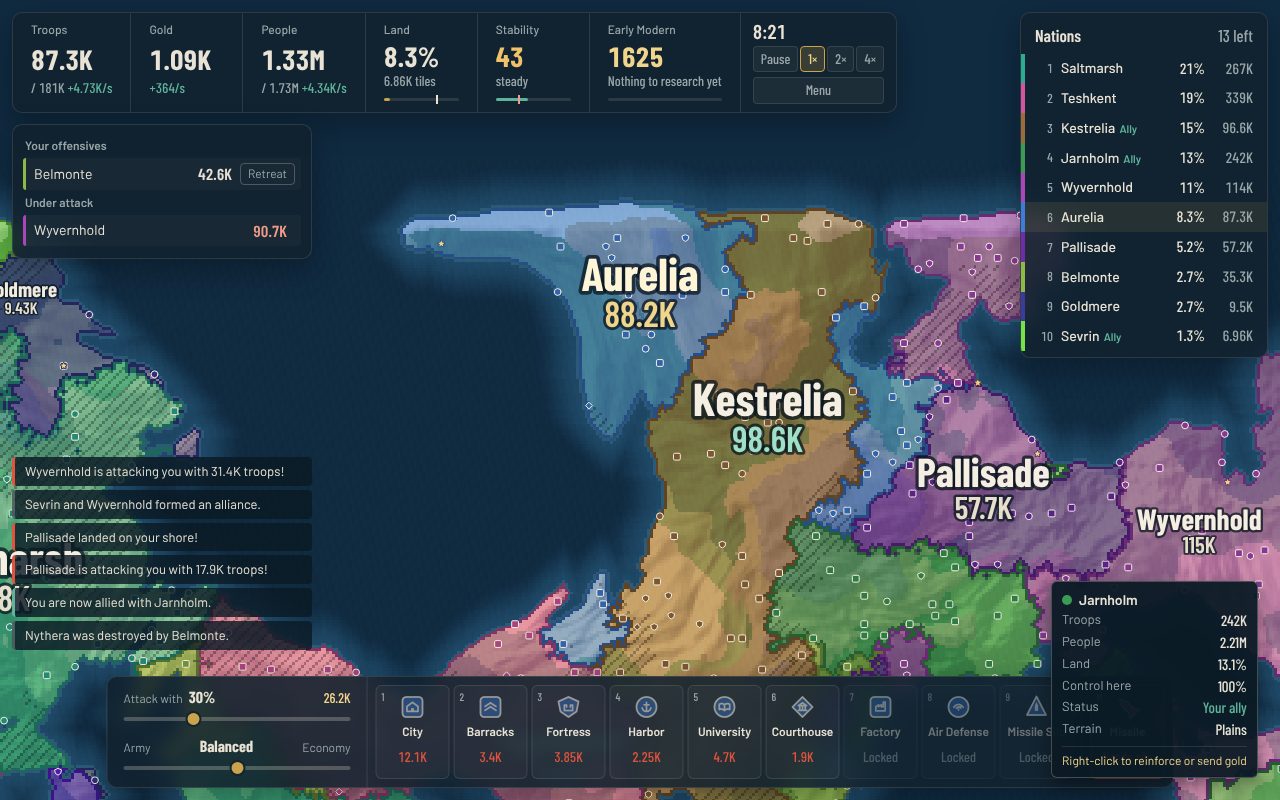 Troops
87.3K
/ 181K +4.73K/s
Gold
1.09K
+364/s
People
1.33M
/ 1.73M +4.34K/s
Land
8.3%
6.86K tiles
Stability
43
steady
Early Modern
1625
Nothing to research yet
8:21
Pause 1× 2× 4×
Menu
Nations 13 left
1 Saltmarsh 21% 267K
2 Teshkent 19% 339K
3 Kestrelia Ally 15% 96.6K
4 Jarnholm Ally 13% 242K
5 Wyvernhold 11% 114K
6 Aurelia 8.3% 87.3K
7 Pallisade 5.2% 57.2K
8 Belmonte 2.7% 35.3K
9 Goldmere 2.7% 9.5K
10 Sevrin Ally 1.3% 6.96K
Your offensives
Belmonte 42.6K Retreat
Under attack
Wyvernhold 90.7K
oldmere
9.43K
Aurelia
88.2K
Kestrelia
98.6K
Pallisade
57.7K
Wyvernhold
115K
Wyvernhold is attacking you with 31.4K troops!
Sevrin and Wyvernhold formed an alliance.
Pallisade landed on your shore!
Pallisade is attacking you with 17.9K troops!
You are now allied with Jarnholm.
Nythera was destroyed by Belmonte.
Jarnholm
Troops 242K
People 2.21M
Land 13.1%
Control here 100%
Status Your ally
Terrain Plains
Right-click to reinforce or send gold
Attack with 30% 26.2K
Army Balanced Economy
1 City 12.1K
2 Barracks 3.4K
3 Fortress 3.85K
4 Harbor 2.25K
5 University 4.7K
6 Courthouse 1.9K
7 Factory Locked
8 Air Defense Locked
9 Missile S Locked